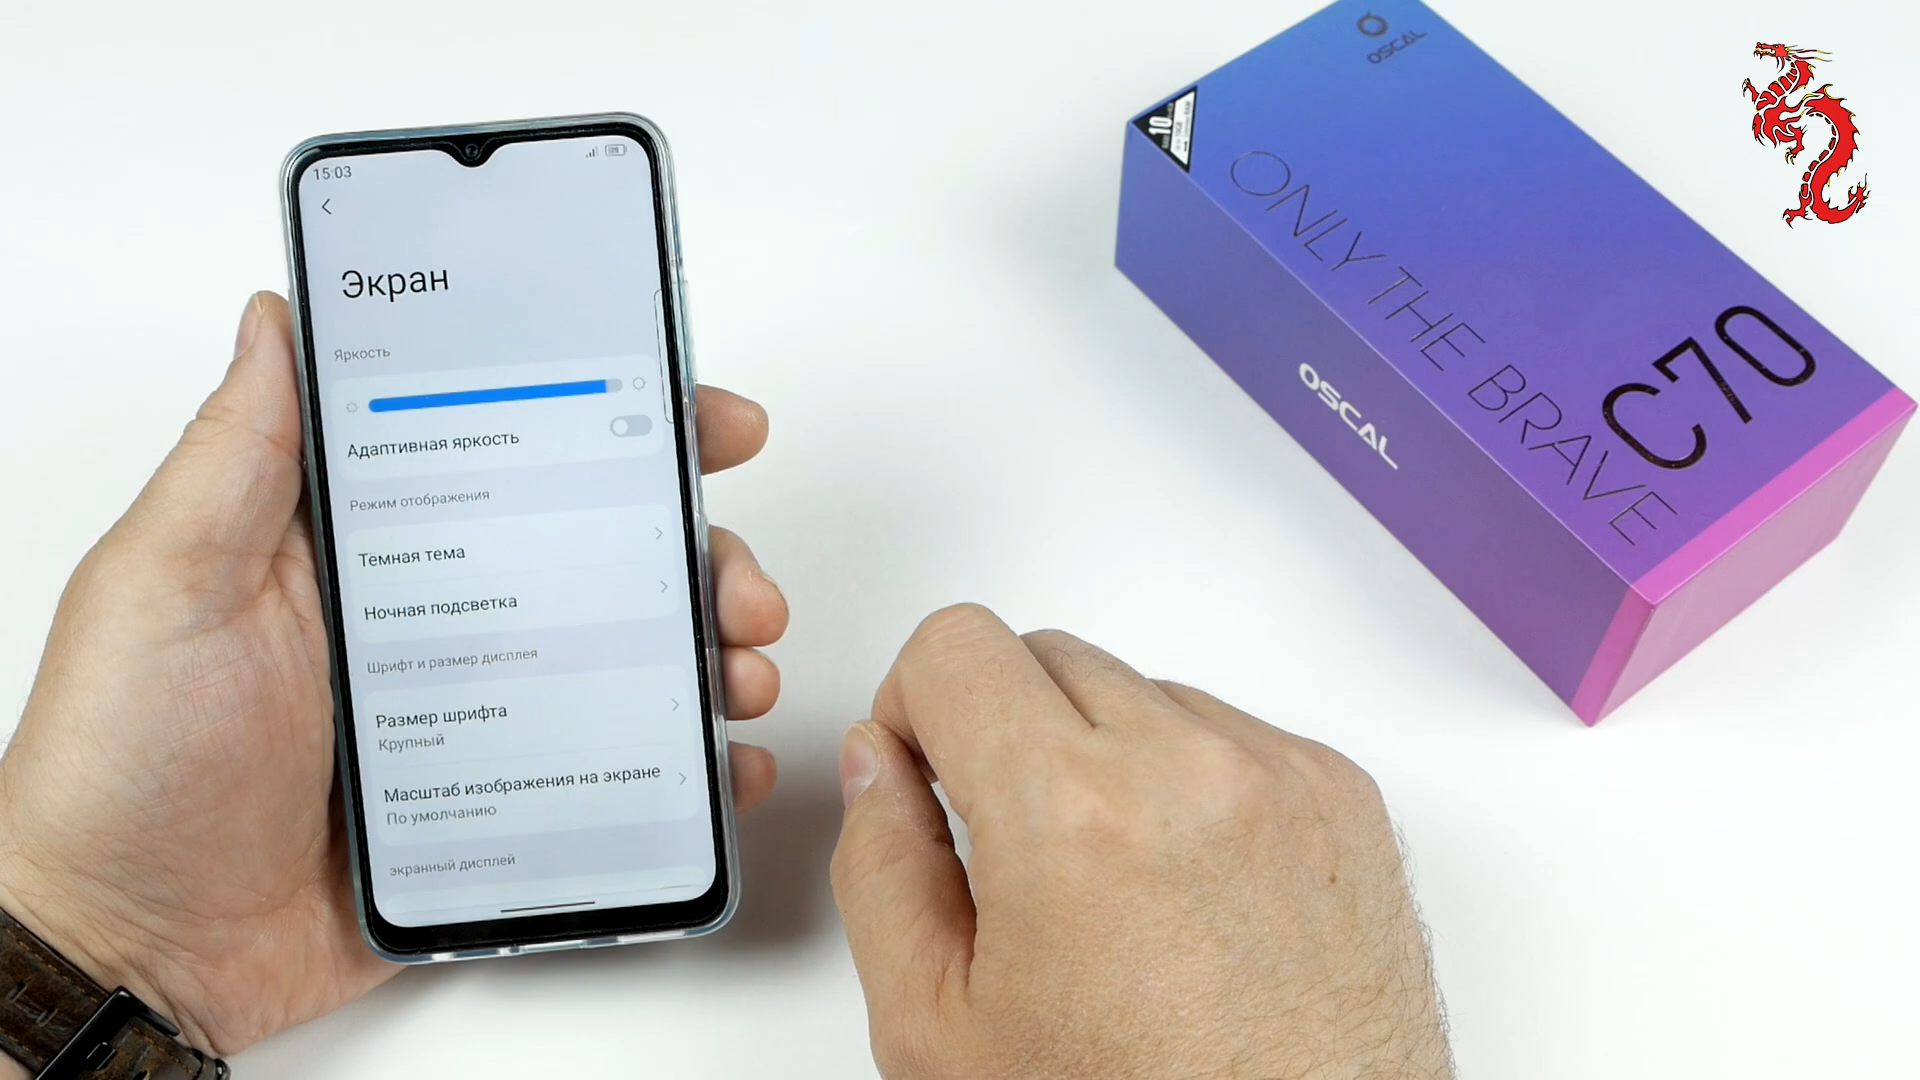 15:03
Экран
Яркость
Адаптивная яркость
Режим отображения
Темная тема
Ночная подсветка
Шрифт и размер дисплея
Размер шрифта
Крупный
Масштаб изображения на экране
По умолчанию
экранный дисплей
OSCAL
10
ONLY THE BRAVE
C70
OSCAL